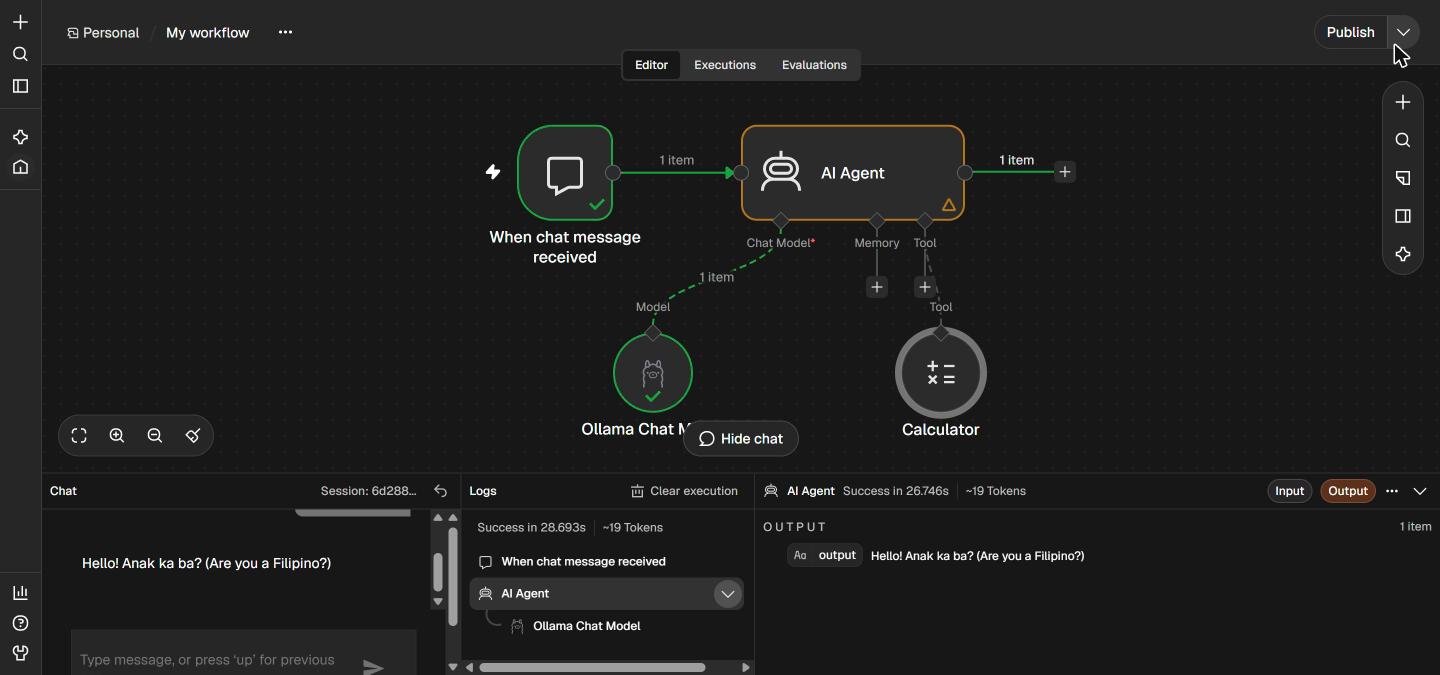 Personal / My workflow
Publish
Editor Executions Evaluations
1 item
AI Agent
1 item
When chat message
received
Chat Model*
Memory
Tool
1 item
Model
Tool
Ollama Chat M
Hide chat
Calculator
Chat
Session: 6d288...
Logs
Clear execution
AI Agent Success in 26.746s ~19 Tokens
Input Output
Success in 28.693s ~19 Tokens
OUTPUT
1 item
Hello! Anak ka ba? (Are you a Filipino?)
When chat message received
Aa output Hello! Anak ka ba? (Are you a Filipino?)
AI Agent
Ollama Chat Model
Type message, or press ‘up’ for previous